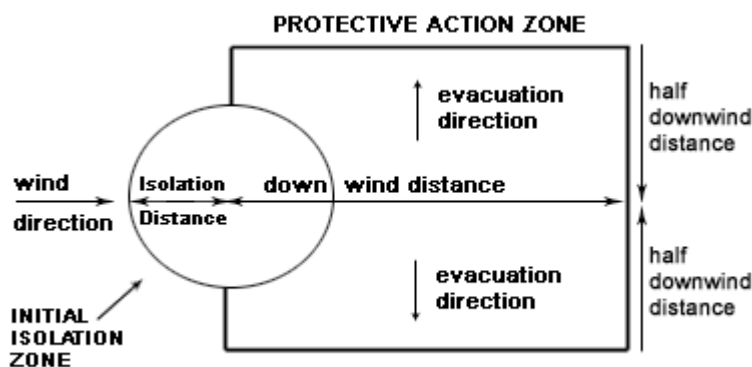 PROTECTIVE ACTION ZONE
evacuation
direction
half
downwind
distance
wind
direction
Isolation
Distance
down wind distance
evacuation
direction
half
downwind
distance
INITIAL
ISOLATION
ZONE